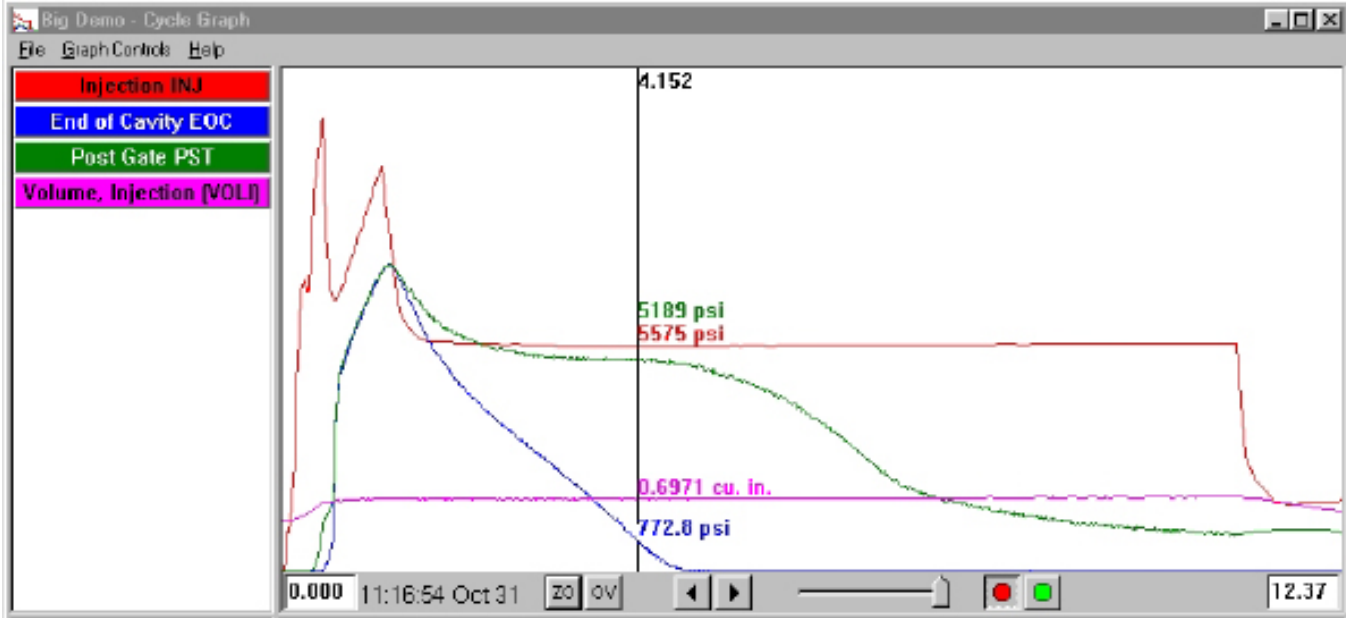 Big Demo - Cycle Graph
File Graph Controls Help
Injection INJ
End of Cavity EOC
Post Gate PST
Volume, Injection (VOLI)
4.152
5189 psi
5575 psi
0.6971 cu. in.
772.8 psi
0.000 11:16:54 Oct 31 ZO OV 12.37